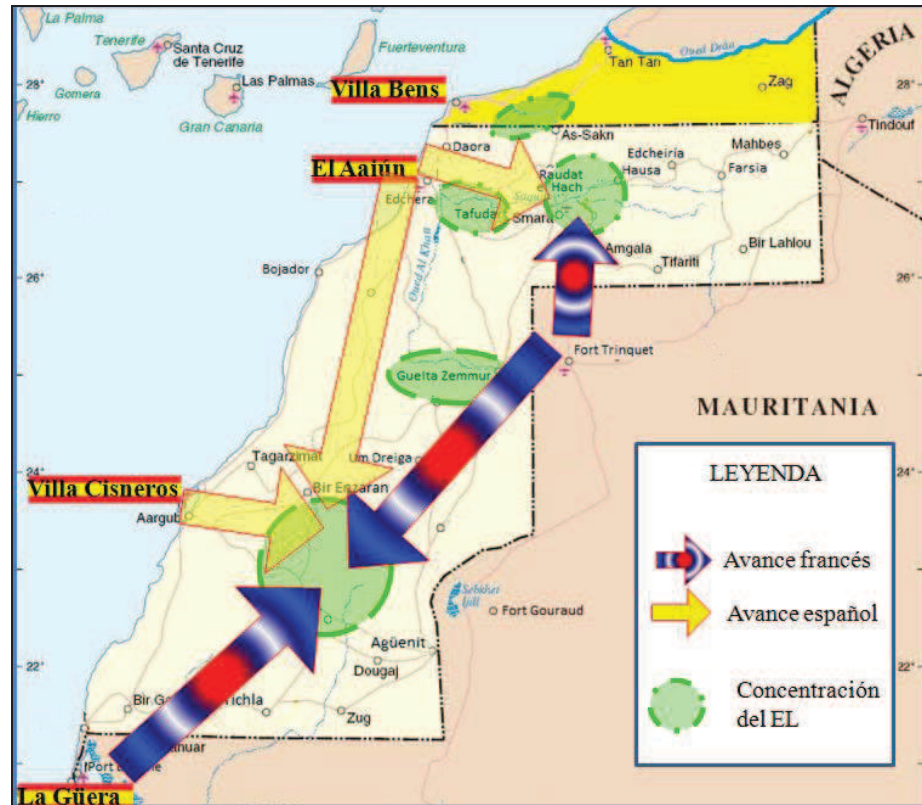 La Palma
Tenerife
Santa Cruz
de Tenerife
Fuerteventura
Gomera
Hierro
Las Palmas
Gran Canaria
Villa Bens
Oued Drâa
Tan Tan
Zag
ALGERIA
Tindouf
28°
28°
As-Sakn
Daora
El Aaiún
Edchera
Raudat
Hach
Edcheiría
Hausa
Mahbes
Farsia
Tafuda
Smara
Amgala
Tifariti
Bir Lahlou
Bojador
Oued Al Khatt
26°
26°
Fort Trinquet
Guelta Zemmur
MAURITANIA
Tagarzimat
Um Dreiga
24°
24°
Villa Cisneros
Bir Enzaran
Aargub
Sebkhet
Ijill
Fort Gouraud
Agüenit
Dougaj
22°
22°
Zug
La Güera
LEYENDA
Avance francés
Avance español
Concentración
del EL